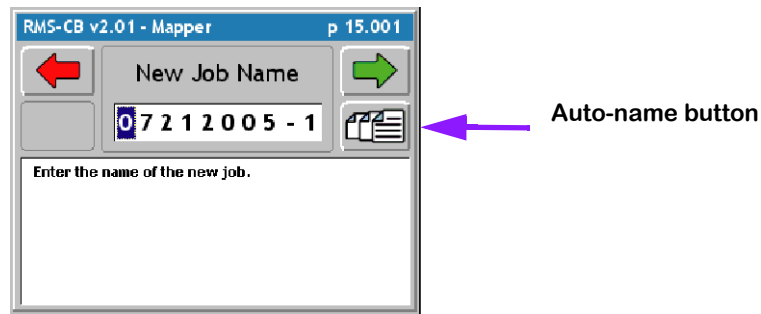 RMS-CB v2.01 - Mapper p 15.001
New Job Name
07212005-1
Auto-name button
Enter the name of the new job.